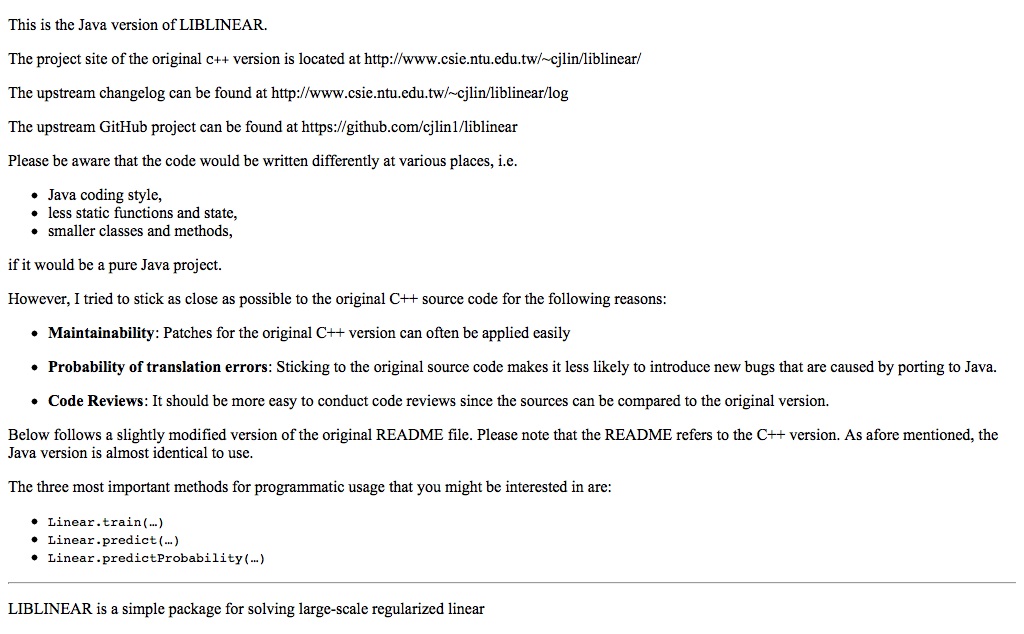 This is the Java version of LIBLINEAR.
The project site of the original c++ version is located at http://www.csie.ntu.edu.tw/~cjlin/liblinear/
The upstream changelog can be found at http://www.csie.ntu.edu.tw/~cjlin/liblinear/log
The upstream GitHub project can be found at https://github.com/cjlin1/liblinear
Please be aware that the code would be written differently at various places, i.e.
• Java coding style,
• less static functions and state,
• smaller classes and methods,
if it would be a pure Java project.
However, I tried to stick as close as possible to the original C++ source code for the following reasons:
• Maintainability: Patches for the original C++ version can often be applied easily
• Probability of translation errors: Sticking to the original source code makes it less likely to introduce new bugs that are caused by porting to Java.
• Code Reviews: It should be more easy to conduct code reviews since the sources can be compared to the original version.
Below follows a slightly modified version of the original README file. Please note that the README refers to the C++ version. As afore mentioned, the
Java version is almost identical to use.
The three most important methods for programmatic usage that you might be interested in are:
• Linear.train(…)
• Linear.predict(…)
• Linear.predictProbability(…)
LIBLINEAR is a simple package for solving large-scale regularized linear